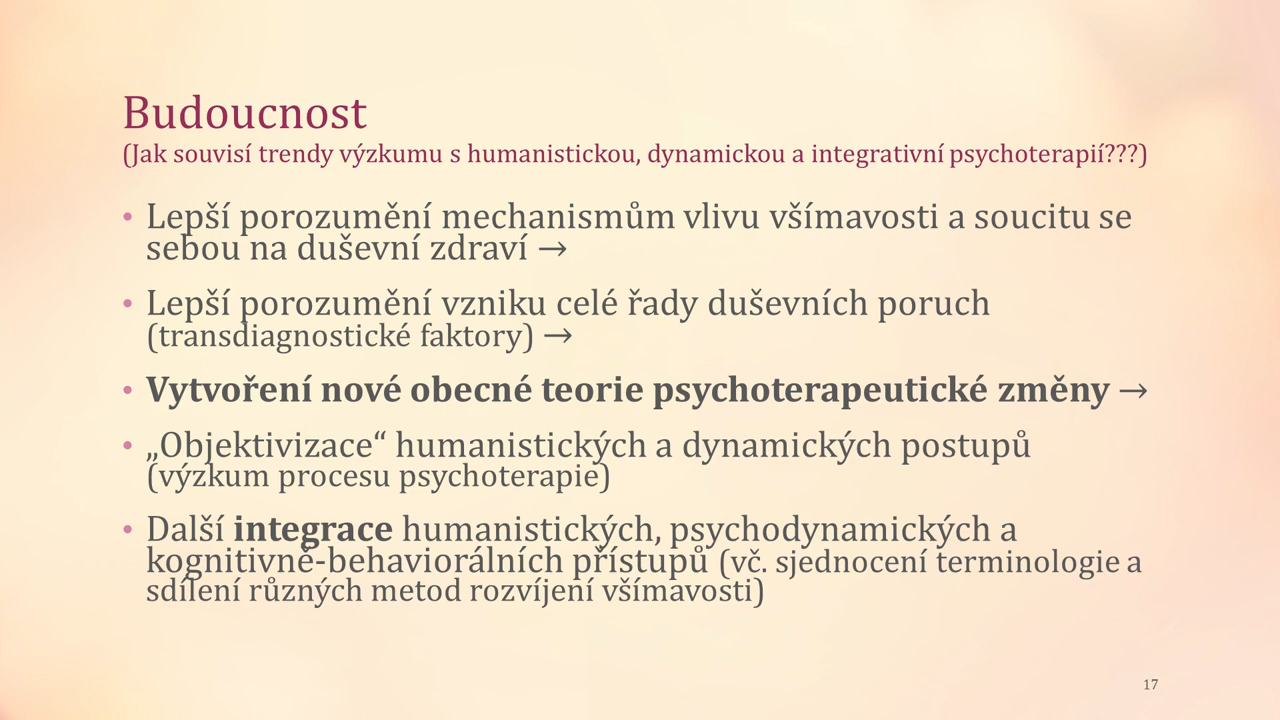 Budoucnost
(Jak souvisí trendy výzkumu s humanistickou, dynamickou a integrativní psychoterapií???)
• Lepší porozumění mechanismům vlivu všímavosti a soucitu se
sebou na duševní zdraví →
• Lepší porozumění vzniku celé řady duševních poruch
(transdiagnostické faktory) →
• Vytvoření nové obecné teorie psychoterapeutické změny →
• „Objektivizace“ humanistických a dynamických postupů
(výzkum procesu psychoterapie)
• Další integrace humanistických, psychodynamických a
kognitivně-behaviorálních přístupů (vč. sjednocení terminologie a
sdílení různých metod rozvíjení všímavosti)
17